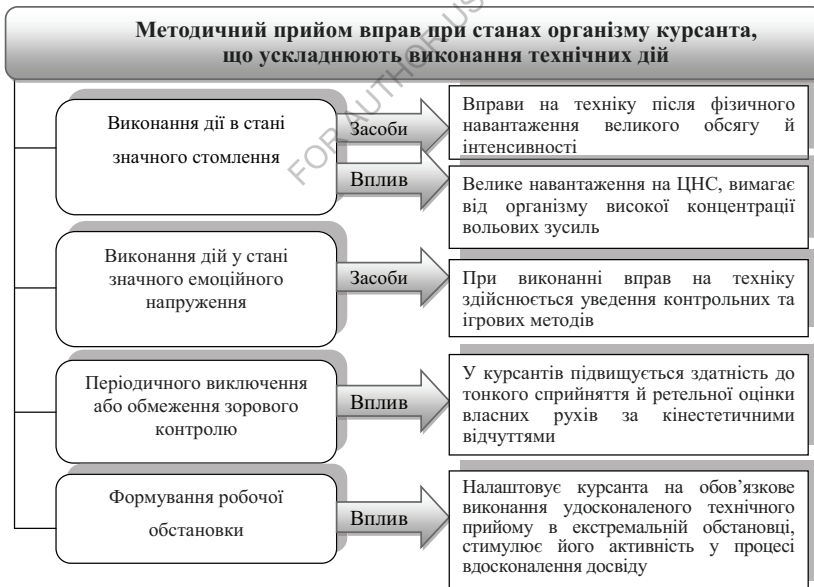 Методичний прийом вправ при станах організму курсанта,
що ускладнюють виконання технічних дій
FOR AUTHOR US
Виконання дії в стані
значного стомлення
Засоби
Вправи на техніку після фізичного
навантаження великого обсягу й
інтенсивності
Вплив
Велике навантаження на ЦНС, вимагає
від організму високої концентрації
вольових зусиль
Виконання дій у стані
значного емоційного
напруження
Засоби
При виконанні вправ на техніку
здійснюється уведення контрольних та
ігрових методів
Періодичного виключення
або обмеження зорового
контролю
Вплив
У курсантів підвищується здатність до
тонкого сприйняття й ретельної оцінки
власних рухів за кінестетичними
відчуттями
Формування робочої
обстановки
Вплив
Налаштовує курсанта на обов’язкове
виконання удосконаленого технічного
прийому в екстремальній обстановці,
стимулює його активність у процесі
вдосконалення досвіду